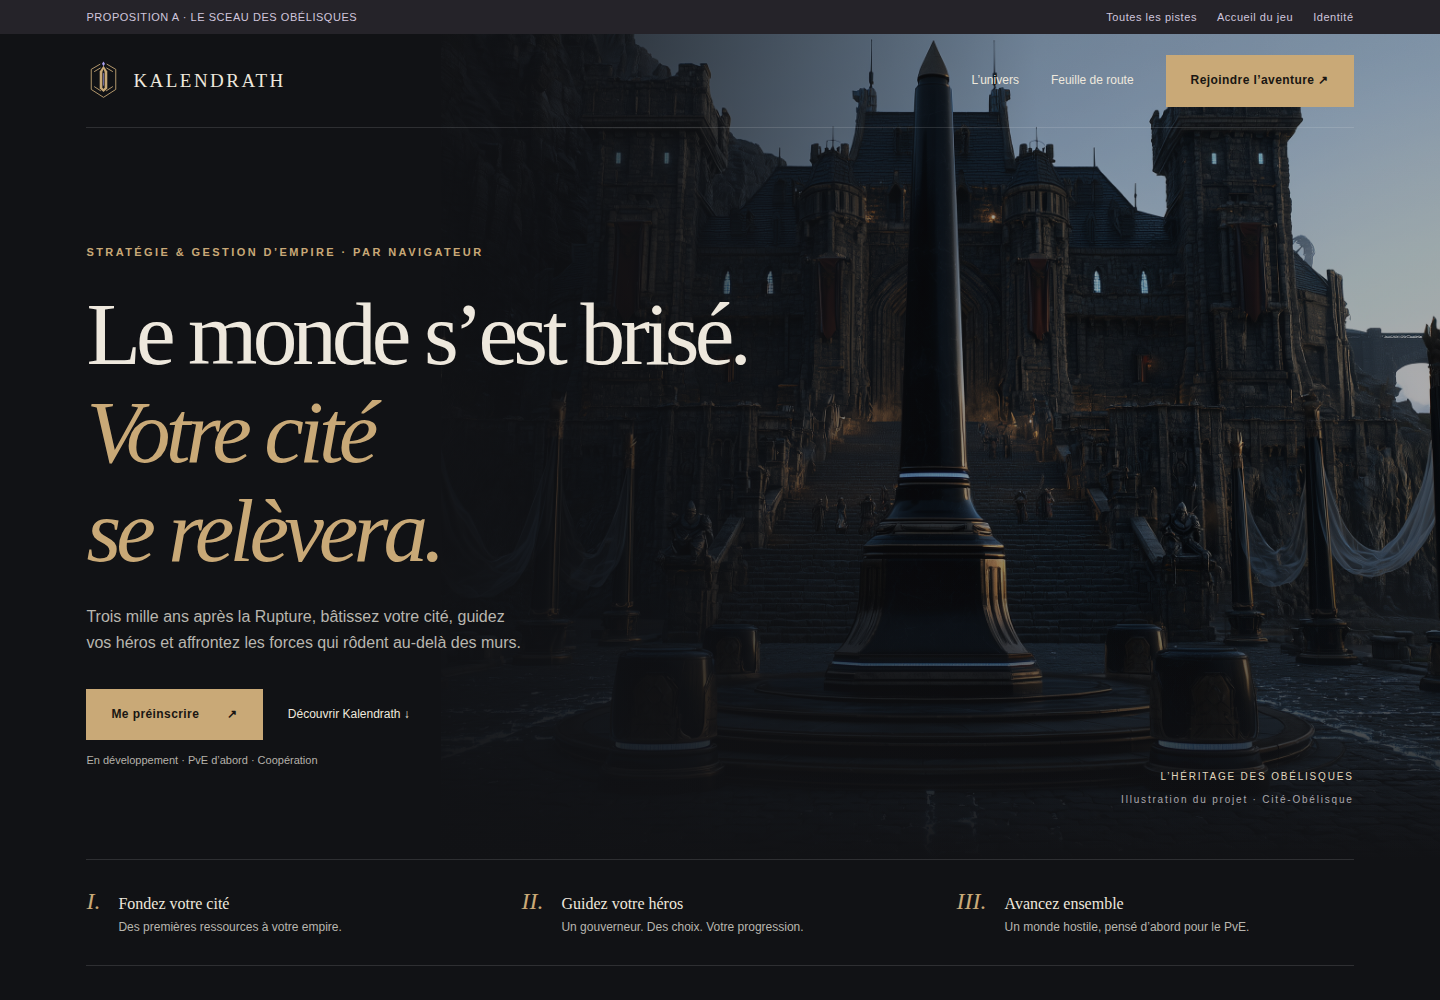 PROPOSITION A · LE SCEAU DES OBÉLISQUES
Toutes les pistes
Accueil du jeu
Identité
KALENDRATH
L’univers
Feuille de route
Rejoindre l’aventure ↗
STRATÉGIE & GESTION D’EMPIRE · PAR NAVIGATEUR
Le monde s’est brisé.
Votre cité
se relèvera.
Trois mille ans après la Rupture, bâtissez votre cité, guidez
vos héros et affrontez les forces qui rôdent au-delà des murs.
Me préinscrire ↗
Découvrir Kalendrath ↓
En développement · PvE d’abord · Coopération
L’HÉRITAGE DES OBÉLISQUES
Illustration du projet · Cité-Obélisque
I.
Fondez votre cité
Des premières ressources à votre empire.
II.
Guidez votre héros
Un gouverneur. Des choix. Votre progression.
III.
Avancez ensemble
Un monde hostile, pensé d’abord pour le PvE.